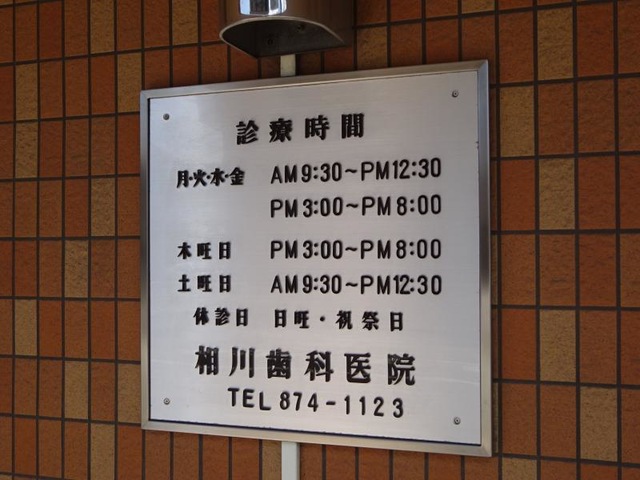 診療時間
月・火・水・金 AM9:30~PM12:30
PM3:00~PM8:00
木曜日 PM3:00~PM8:00
土曜日 AM9:30~PM12:30
休診日 日曜・祝祭日
相川歯科医院
TEL 874-1123